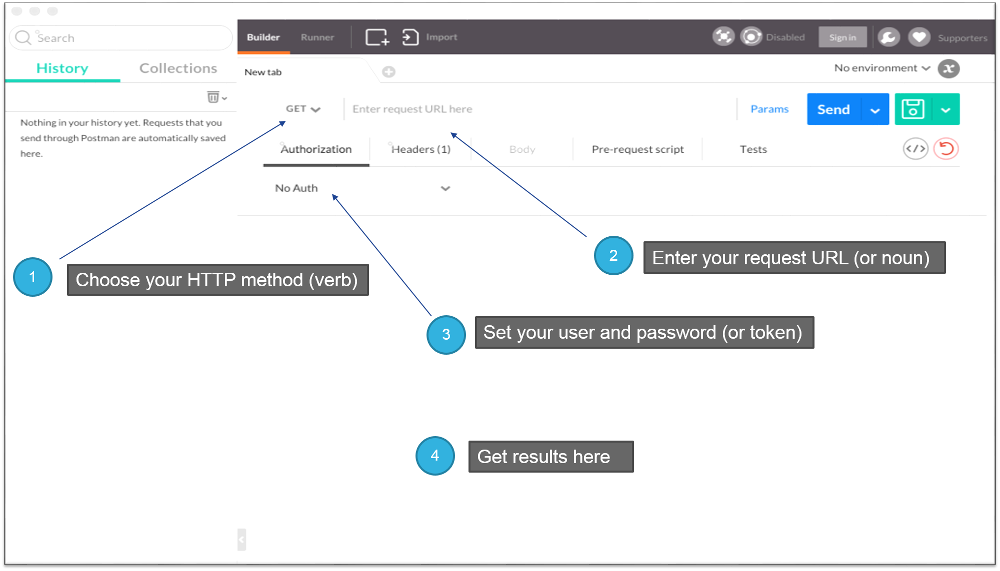 Search
Builder
Runner
Import
Disabled
Sign in
Supporters
History
Collections
New tab
No environment
GET
Enter request URL here
Params
Send
Nothing in your history yet. Requests that you
send through Postman are automatically saved
here.
Authorization
Headers (1)
Body
Pre-request script
Tests
No Auth
1
Choose your HTTP method (verb)
2
Enter your request URL (or noun)
3
Set your user and password (or token)
4
Get results here